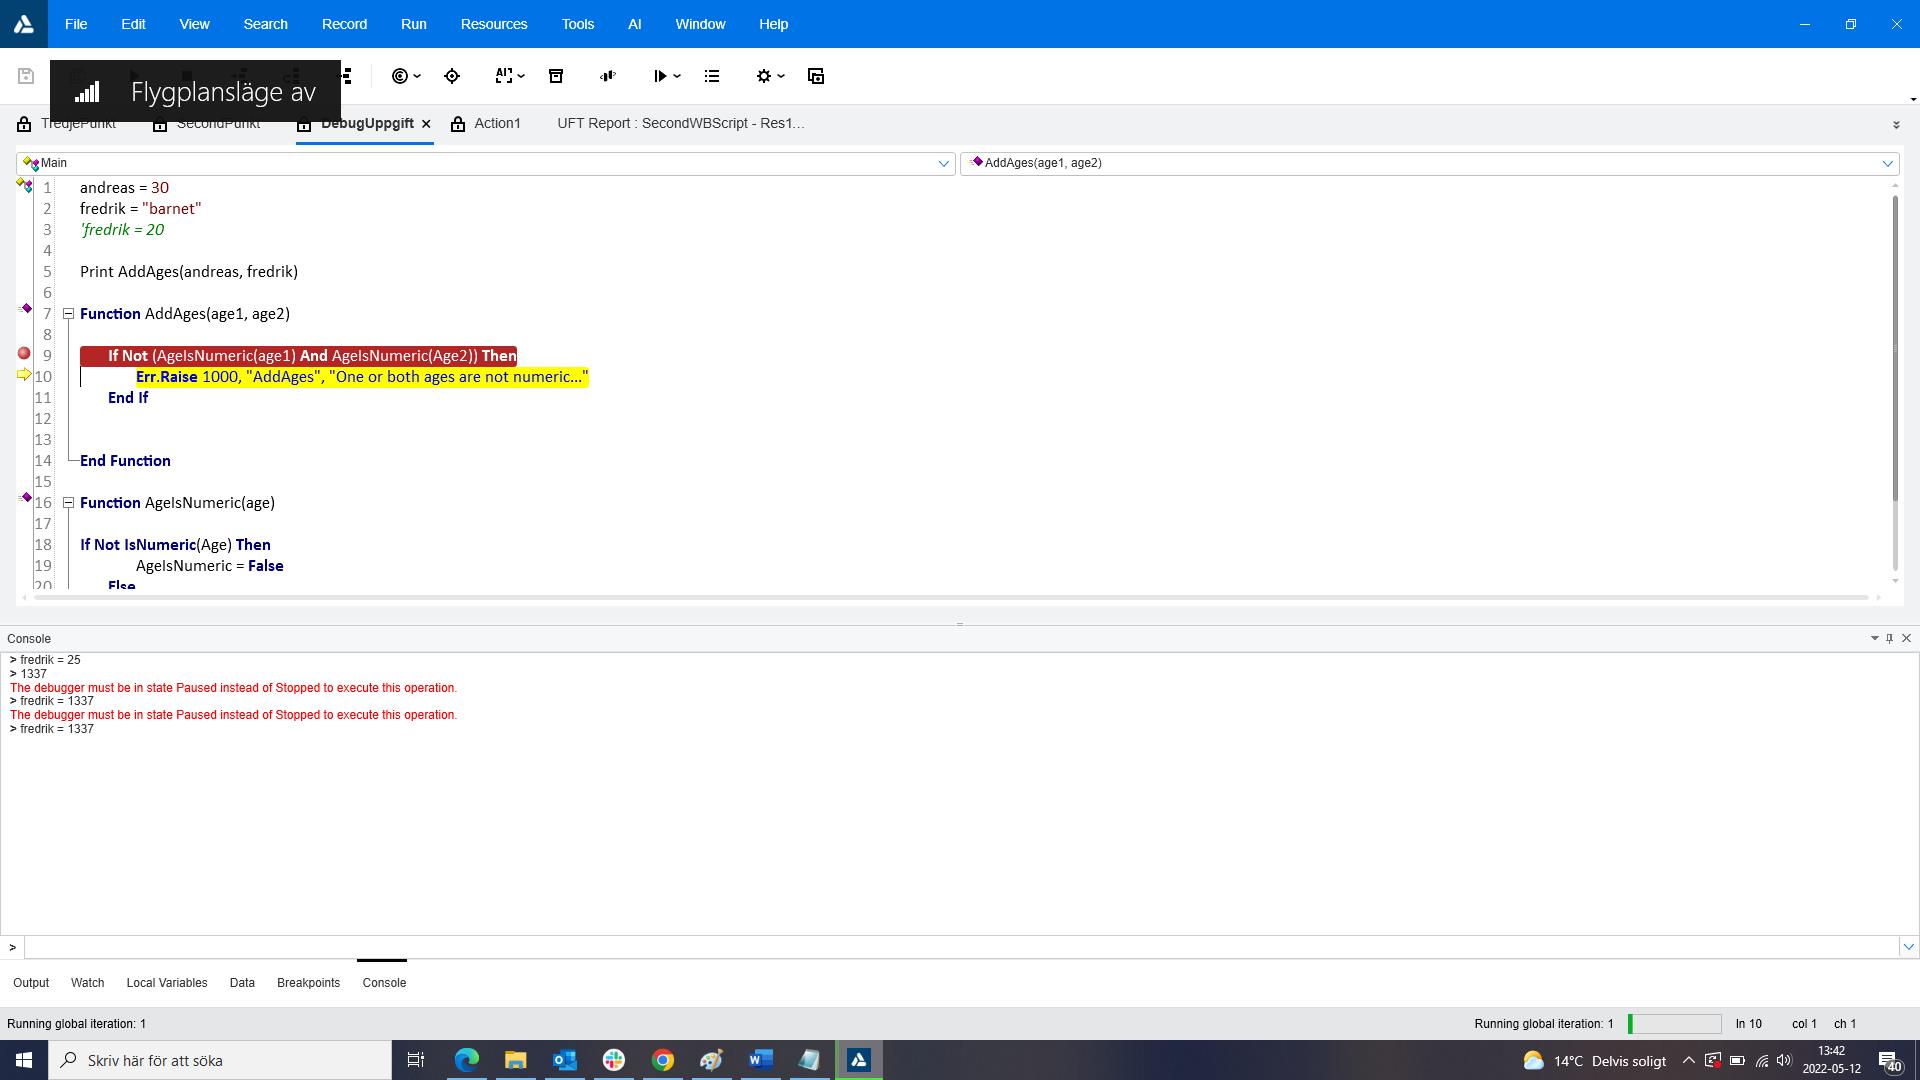 File Edit View Search Record Run Resources Tools AI Window Help
Flygplansläge av
TredjePunkt SecondPunkt DebugUppgift Action1 UFT Report : SecondWBScript - Res1...
Main AddAges(age1, age2)
1 andreas = 30
2 fredrik = "barnet"
3 'fredrik = 20
4
5 Print AddAges(andreas, fredrik)
6
7 Function AddAges(age1, age2)
8
9 If Not (AgeIsNumeric(age1) And AgeIsNumeric(Age2)) Then
10 Err.Raise 1000, "AddAges", "One or both ages are not numeric..."
11 End If
12
13
14 End Function
15
16 Function AgeIsNumeric(age)
17
18 If Not IsNumeric(Age) Then
19 AgeIsNumeric = False
20 Else
Console
> fredrik = 25
> 1337
The debugger must be in state Paused instead of Stopped to execute this operation.
> fredrik = 1337
The debugger must be in state Paused instead of Stopped to execute this operation.
> fredrik = 1337
>
Output Watch Local Variables Data Breakpoints Console
Running global iteration: 1 Running global iteration: 1 ln 10 col 1 ch 1
Skriv här för att söka 14°C Delvis soligt 13:42
2022-05-12 40